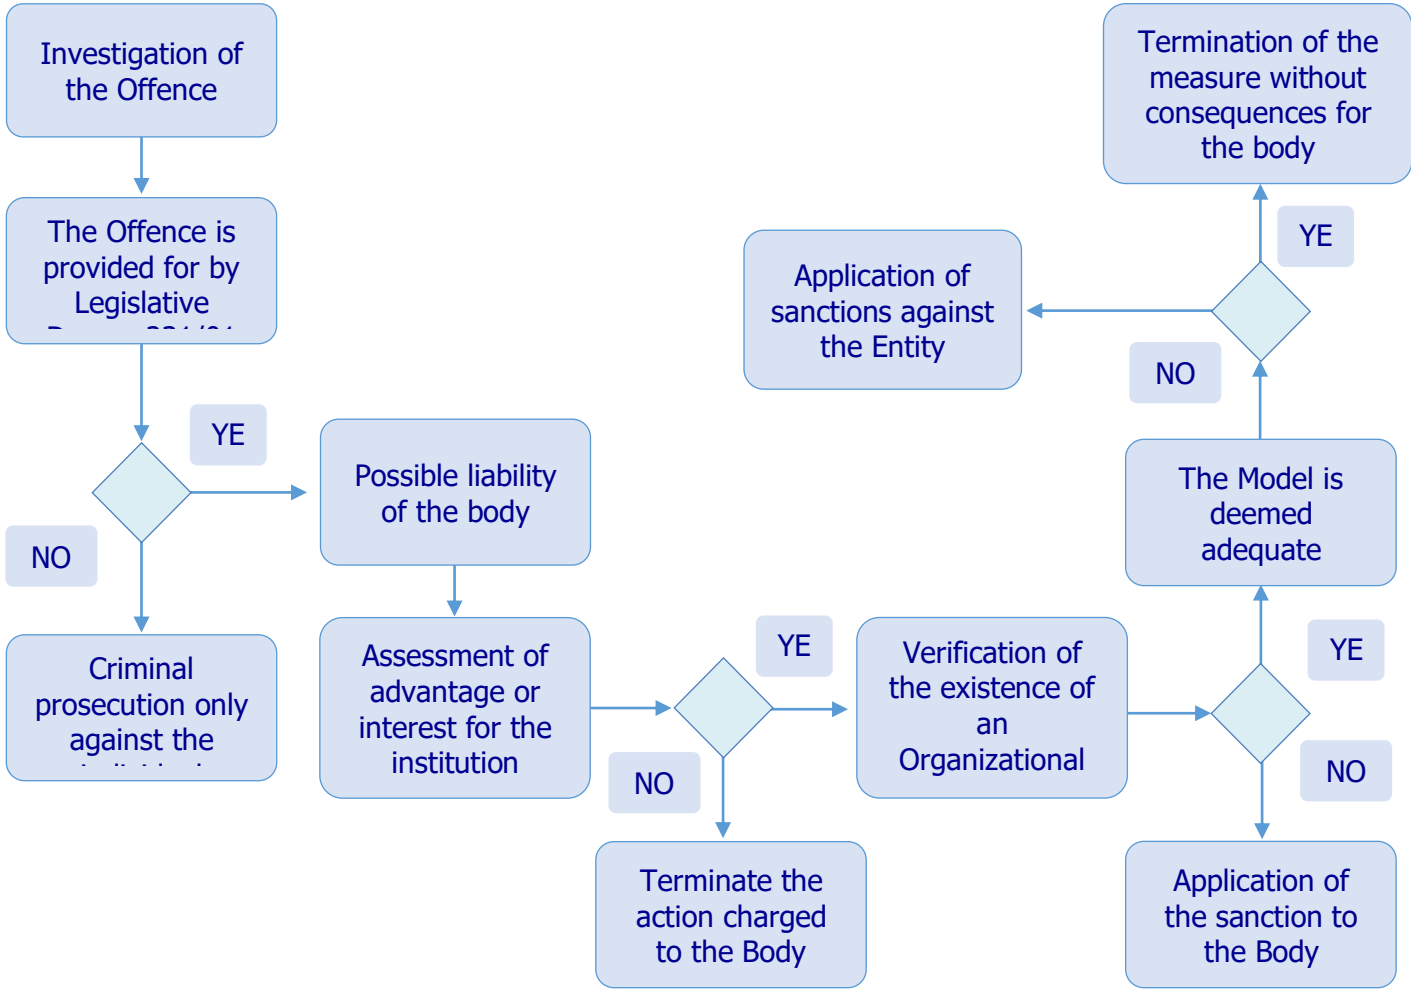 Investigation of
the Offence
The Offence is
provided for by
Legislative
YE
NO
Criminal
prosecution only
against the
Possible liability
of the body
Assessment of
advantage or
interest for the
institution
YE
NO
Terminate the
action charged
to the Body
Verification of
the existence of
an
Organizational
YE
NO
Application of
the sanction to
the Body
The Model is
deemed
adequate
YE
NO
Application of
sanctions against
the Entity
Termination of the
measure without
consequences for
the body